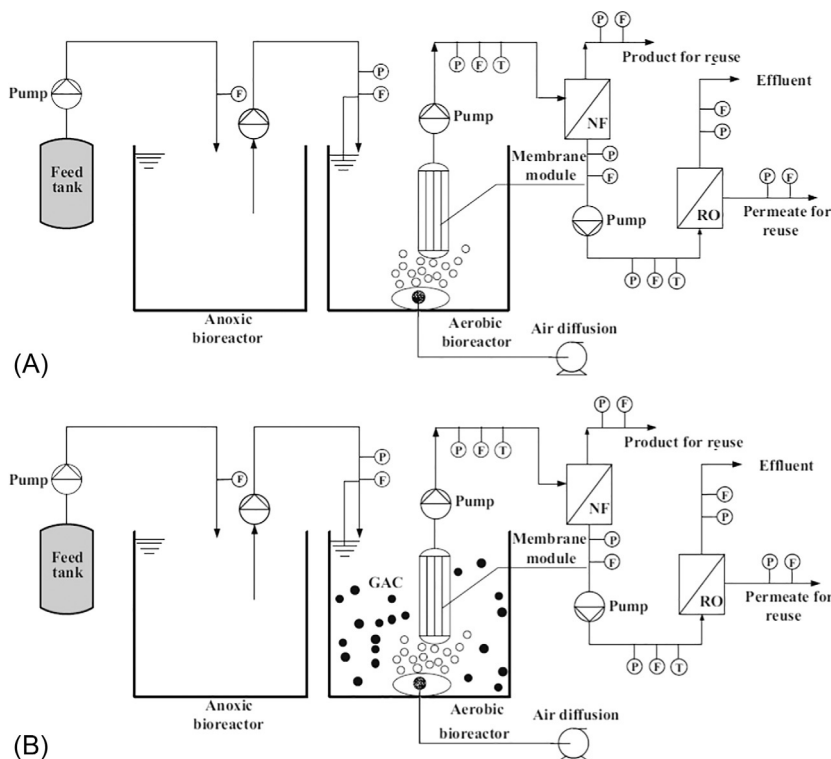 P
F
Product for reuse
Pump
F
P
F
P
F
T
Pump
NF
Effluent
F
P
Feed
tank
Membrane
module
P
F
RO
P
F
Permeate for
reuse
Pump
P
F
T
Anoxic
bioreactor
Aerobic
bioreactor
Air diffusion
(A)
P
F
Product for reuse
Pump
F
P
F
P
F
T
Pump
NF
Effluent
F
P
Feed
tank
GAC
Membrane
module
P
F
RO
P
F
Permeate for
reuse
Pump
P
F
T
Anoxic
bioreactor
Aerobic
bioreactor
Air diffusion
(B)